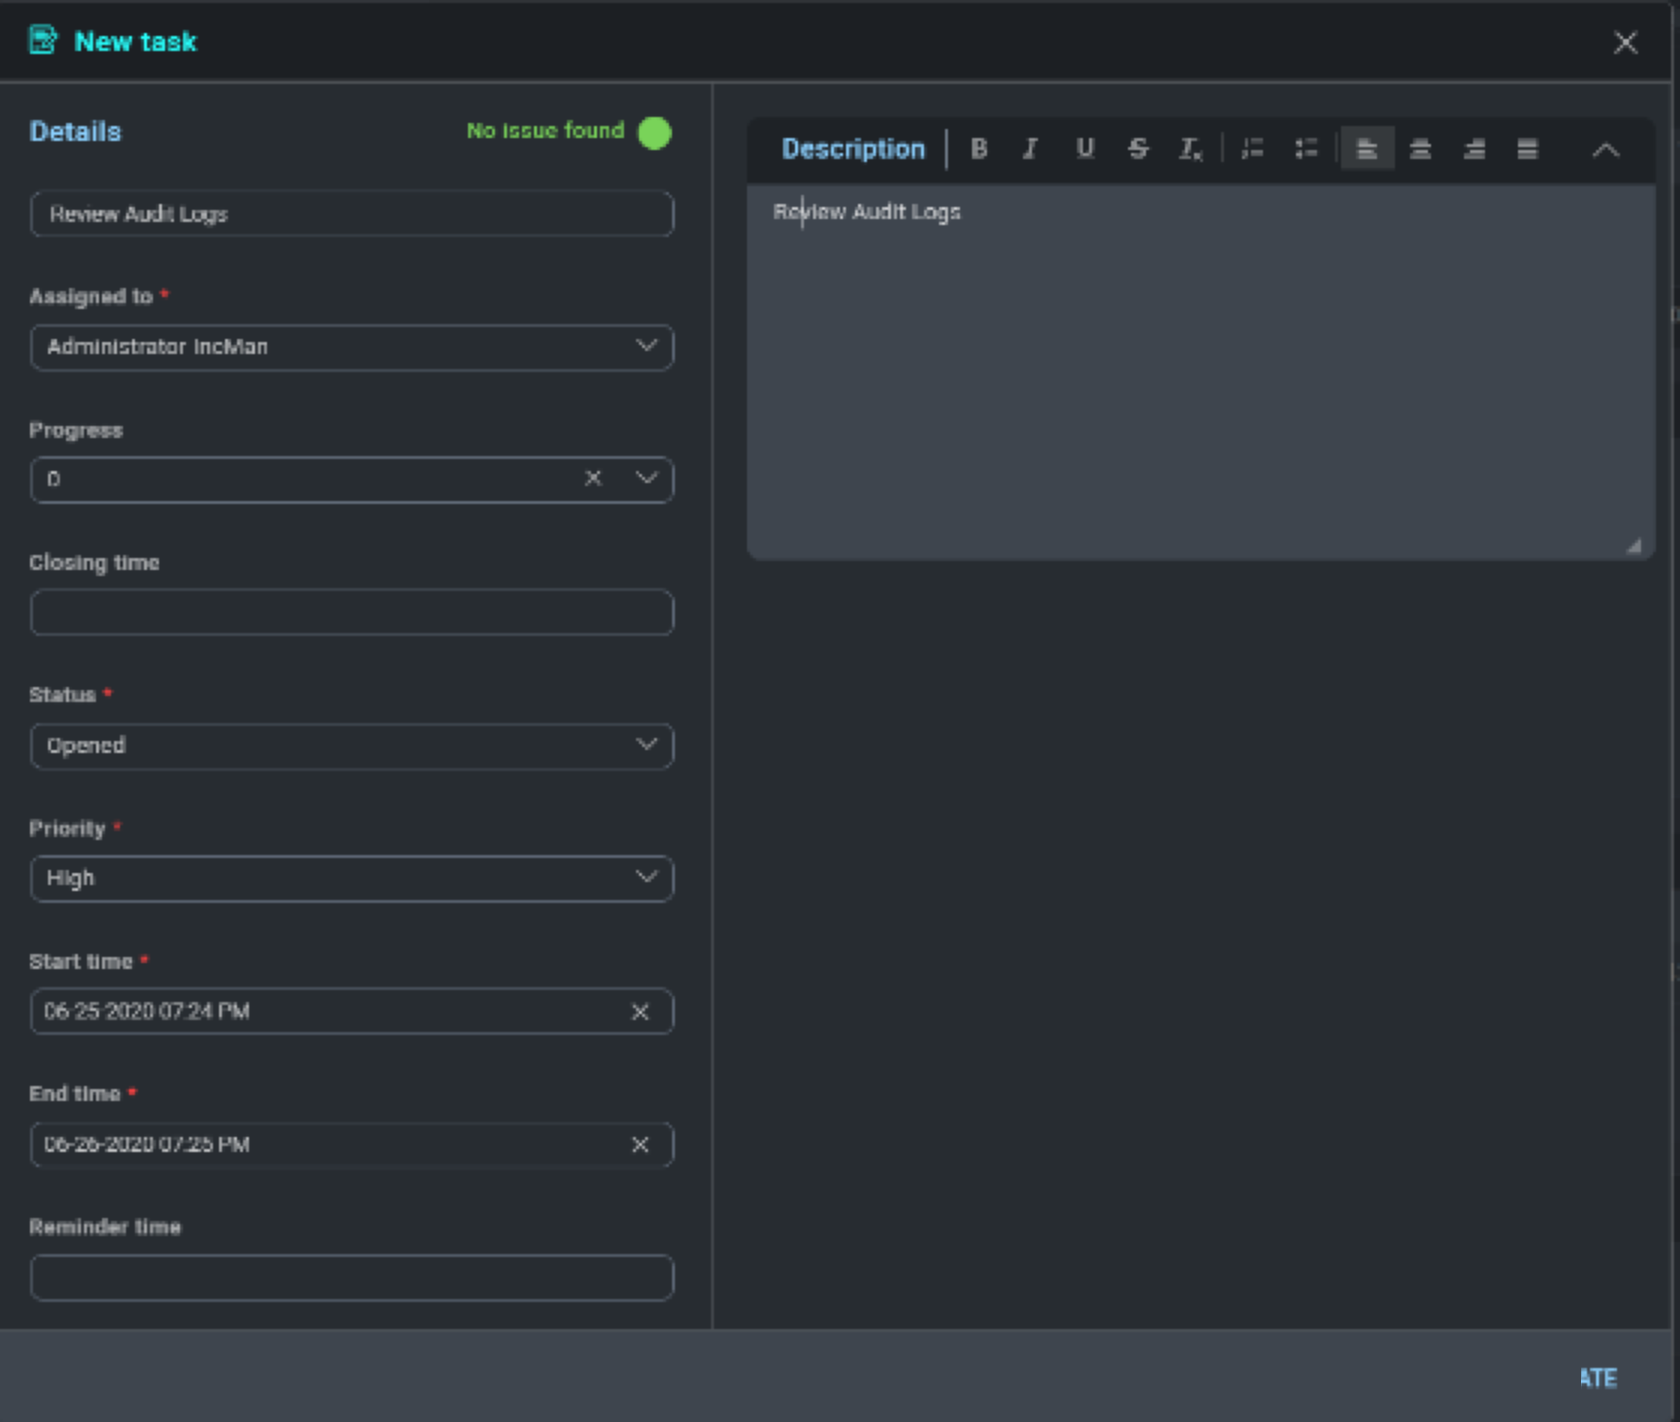 New task
Details
No issue found
Review Audit Logs
Assigned to *
Administrator IncMan
Progress
0
Closing time
Status *
Opened
Priority *
High
Start time *
06-25-2020 07:24 PM
End time *
06-26-2020 07:25 PM
Reminder time
Description B I U S Tx
Review Audit Logs
ATE